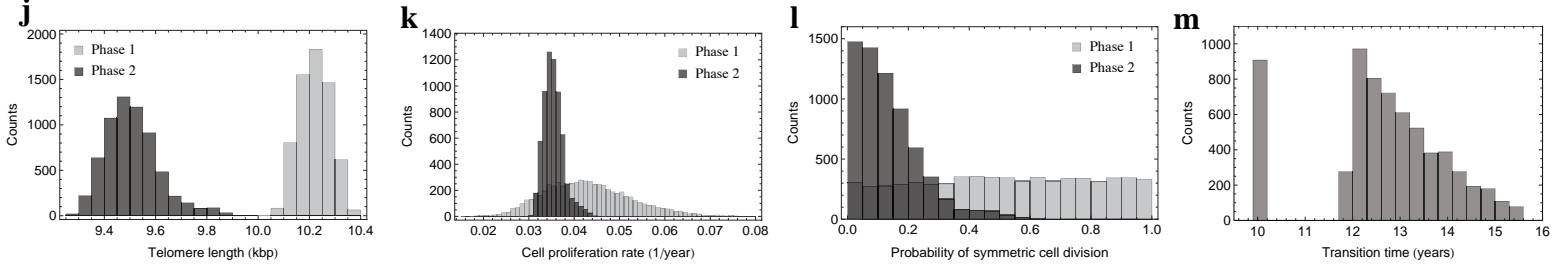 j
2000
1500
1000
500
0
Counts
Phase 1
Phase 2
9.4 9.6 9.8 10.0 10.2 10.4
Telomere length (kbp)
k
1400
1200
1000
800
600
400
200
0
Counts
Phase 1
Phase 2
0.02 0.03 0.04 0.05 0.06 0.07 0.08
Cell proliferation rate (1/year)
l
1500
1000
500
0
Counts
Phase 1
Phase 2
0.0 0.2 0.4 0.6 0.8 1.0
Probability of symmetric cell division
m
1000
800
600
400
200
0
Counts
10 11 12 13 14 15 16
Transition time (years)